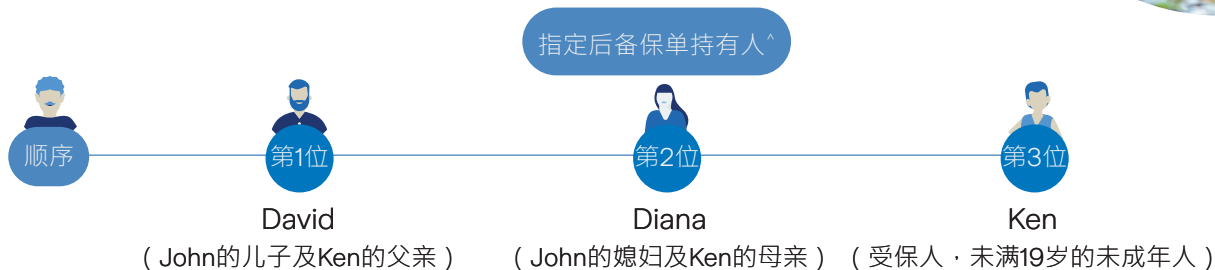 指定后备保单持有人^
顺序
第1位
第2位
第3位
David
Diana
Ken
（John的儿子及Ken的父亲）
（John的媳妇及Ken的母亲）
（受保人，未满19岁的未成年人）